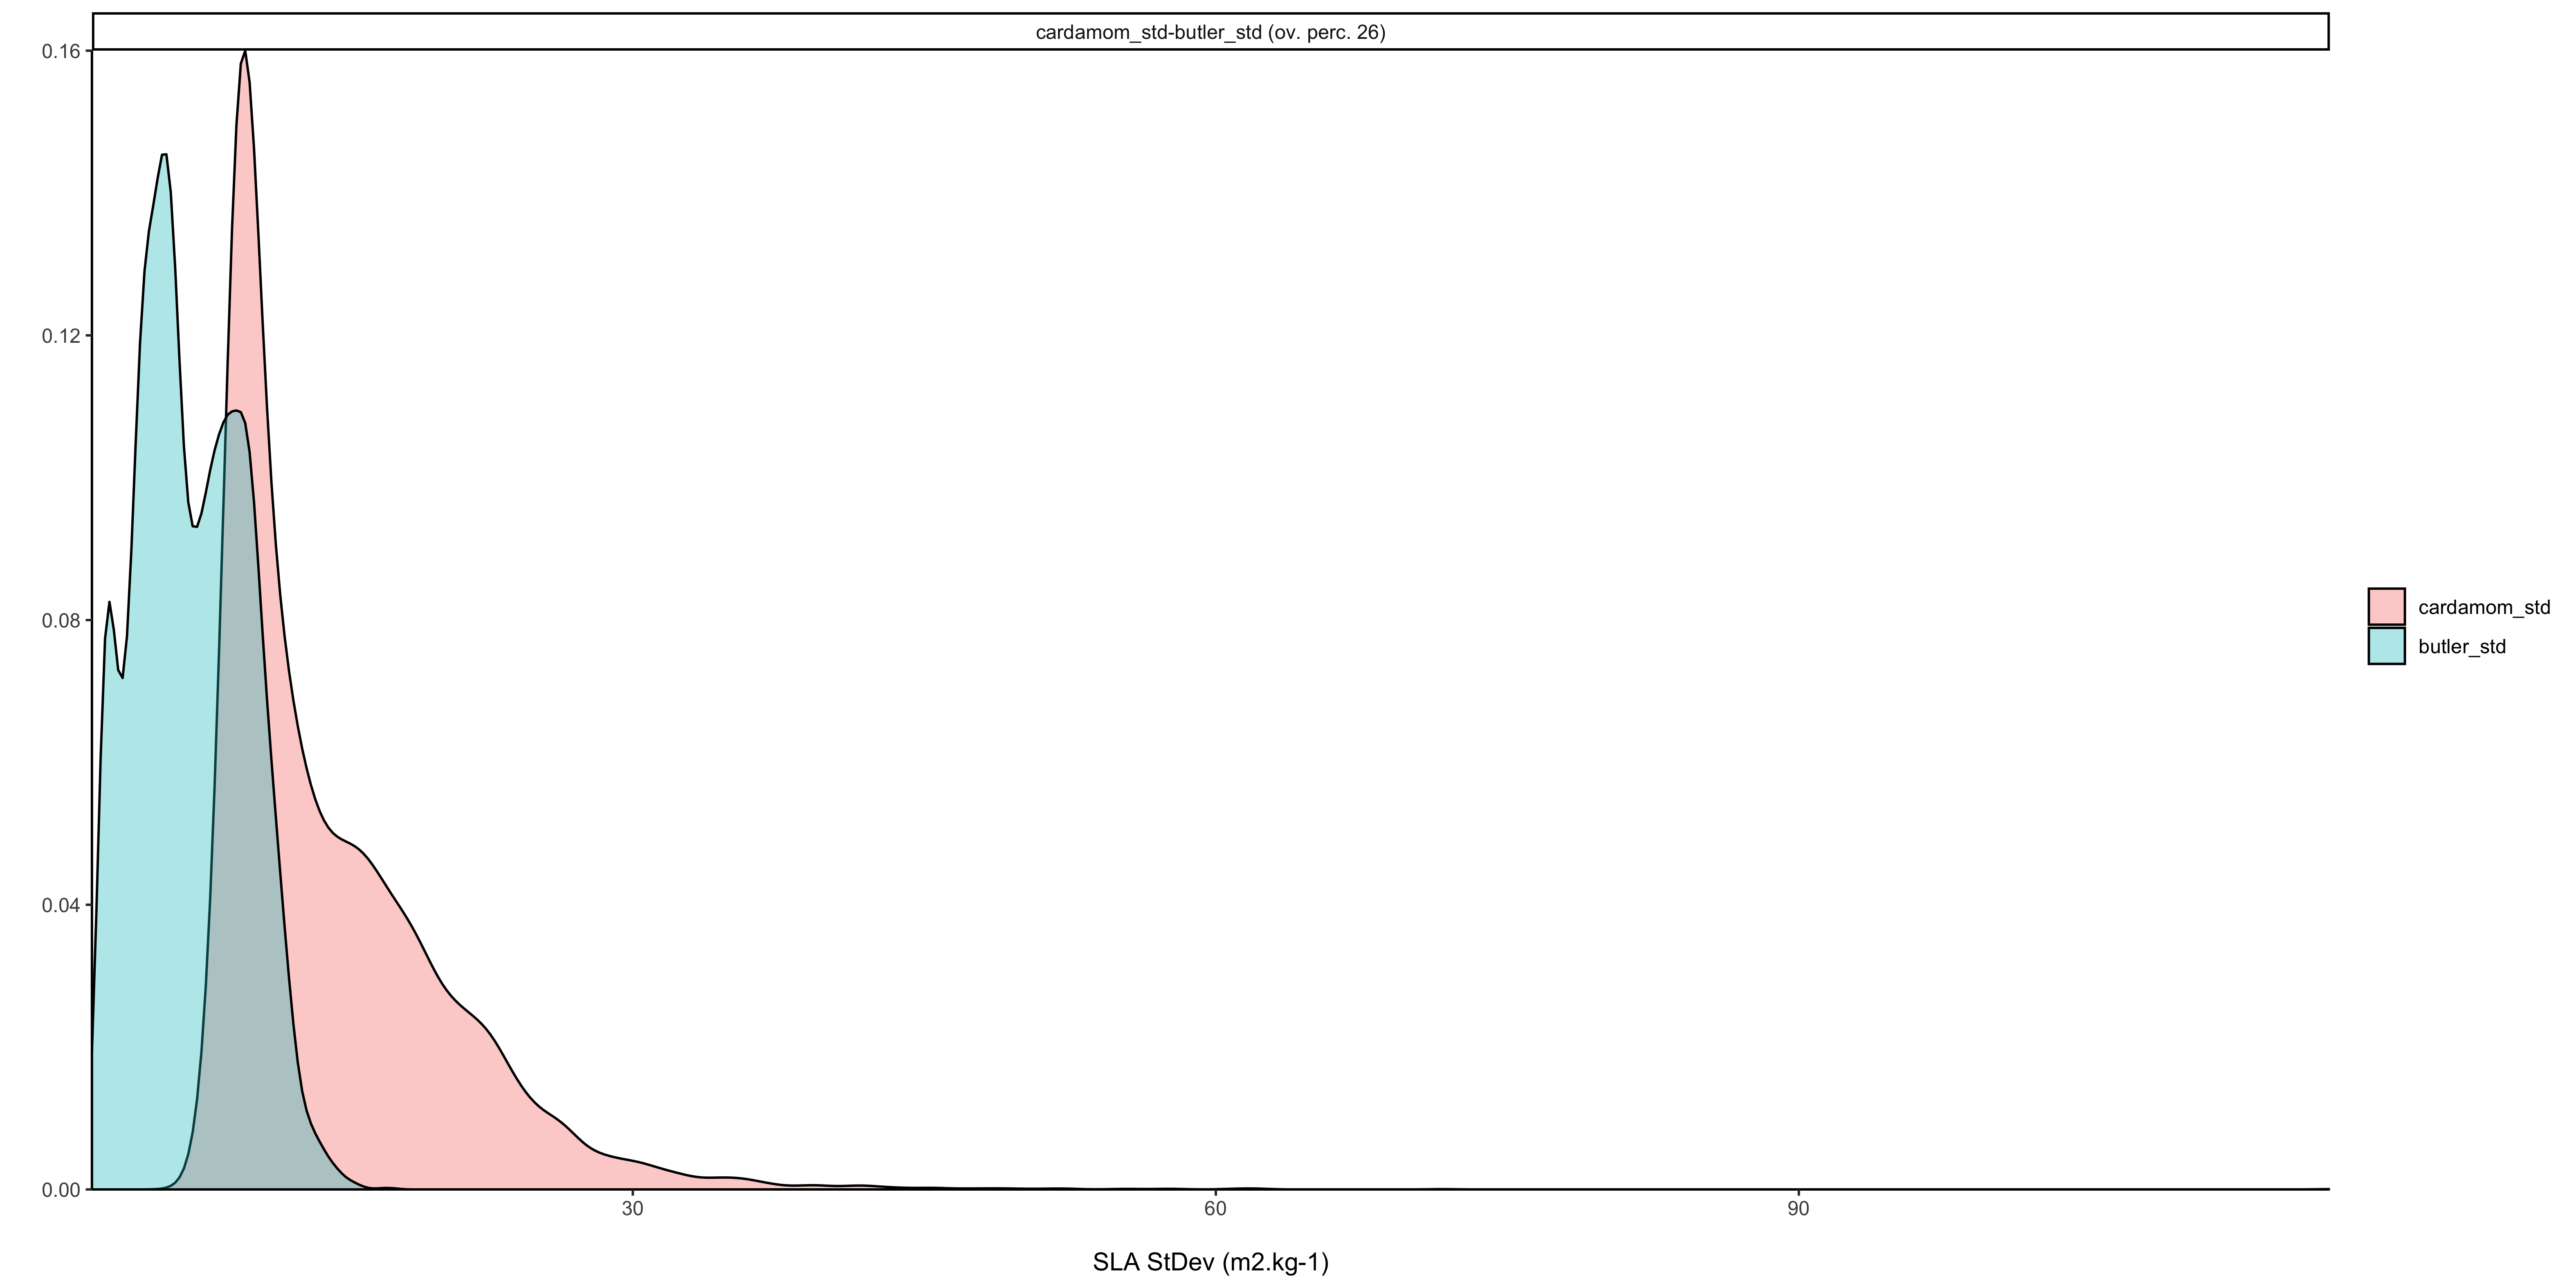 cardamom_std-butler_std (ov. perc. 26)
0.16
0.12
0.08
0.04
0.00
30
60
90
SLA StDev (m2.kg-1)
cardamom_std
butler_std